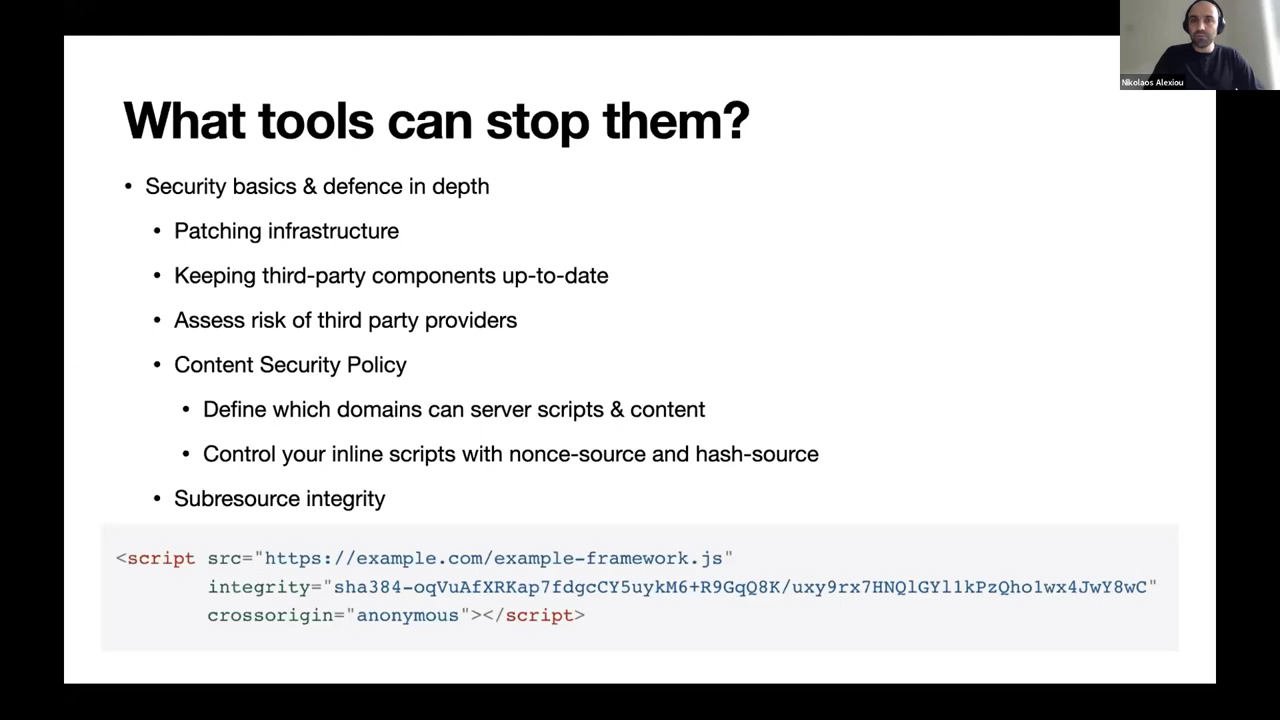 What tools can stop them?
• Security basics & defence in depth
• Patching infrastructure
• Keeping third-party components up-to-date
• Assess risk of third party providers
• Content Security Policy
• Define which domains can server scripts & content
• Control your inline scripts with nonce-source and hash-source
• Subresource integrity
<script src="https://example.com/example-framework.js"
integrity="sha384-oqVuAfXRKap7fdgcCY5uykM6+R9GqQ8K/uxy9rx7HNQlGYl1kPzQho1wx4JwY8wC"
crossorigin="anonymous"></script>
Nikolaos Alexiou